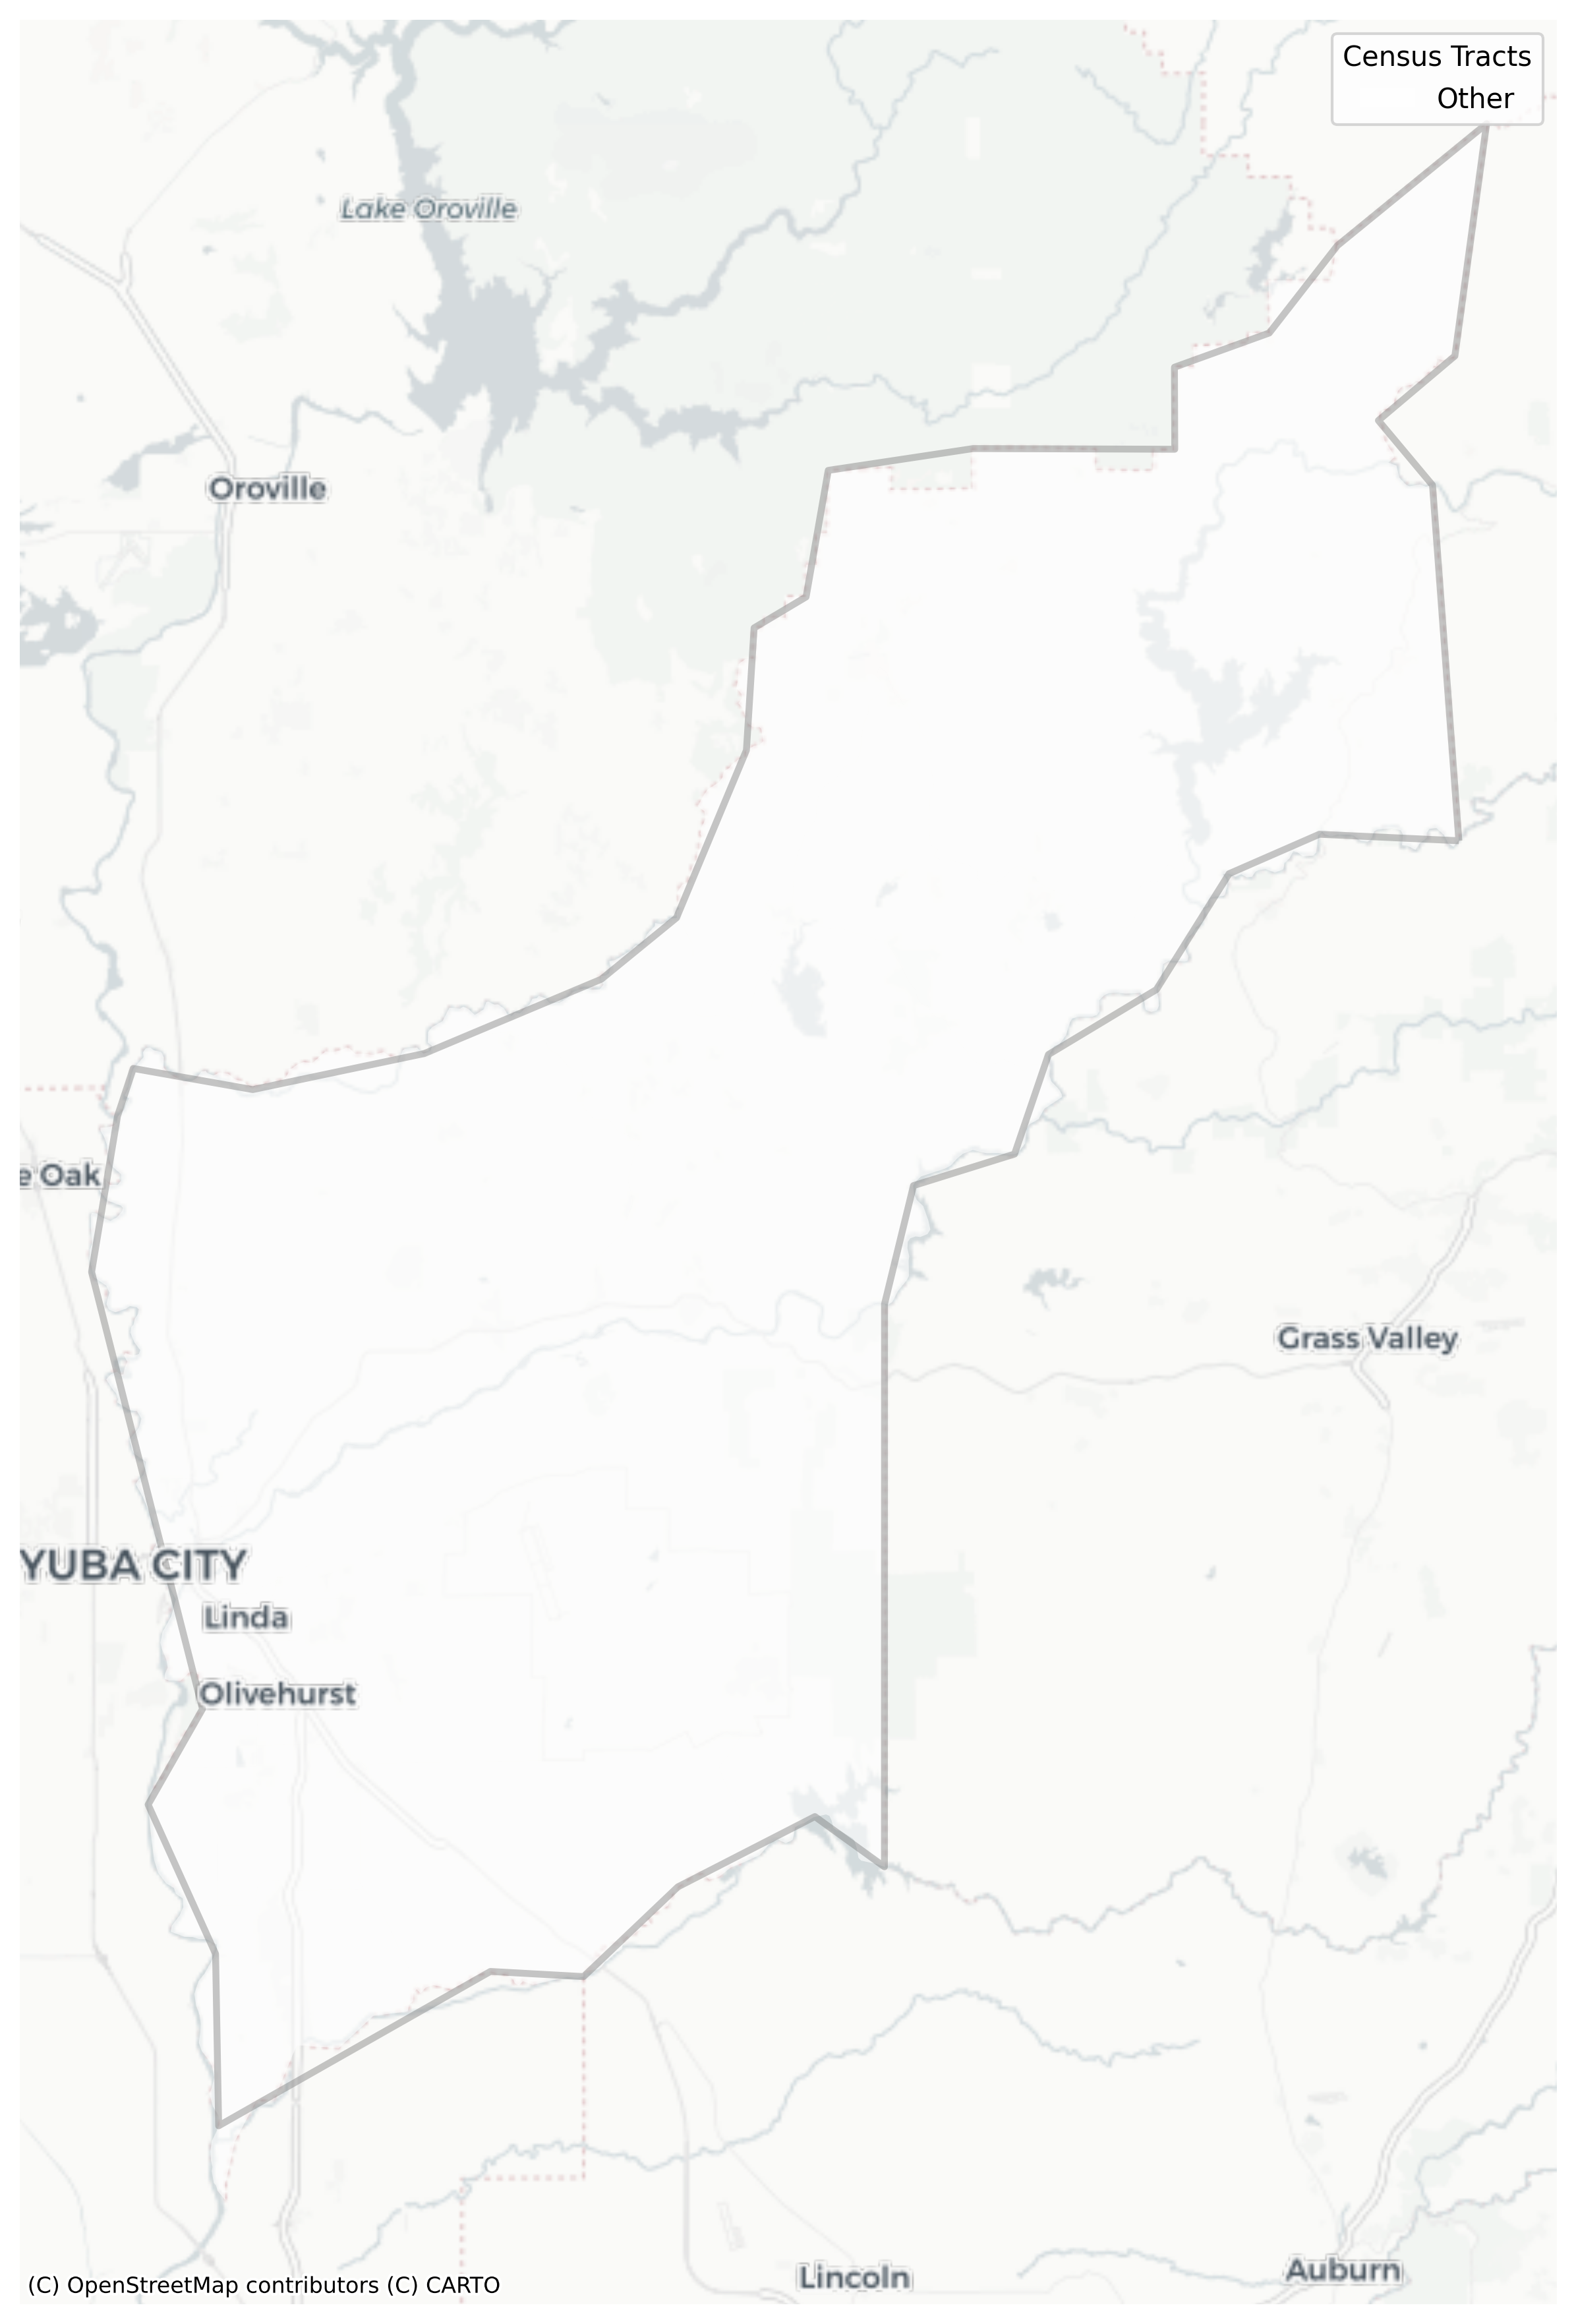 Census Tracts
Other
Lake Oroville
Oroville
e Oak
Grass Valley
YUBA CITY
Linda
Olivehurst
Lincoln
Auburn
(C) OpenStreetMap contributors (C) CARTO